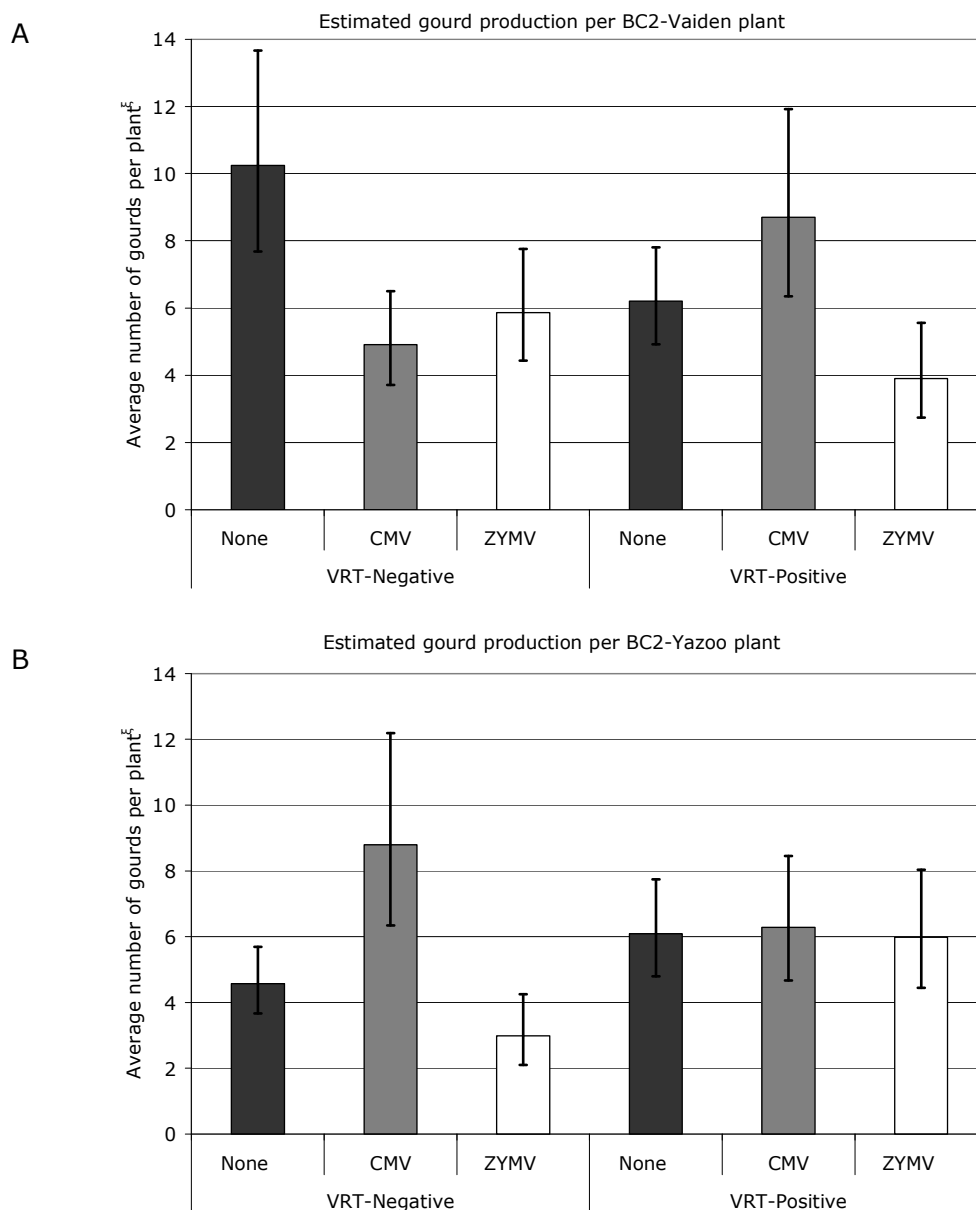 A
Estimated gourd production per BC2-Vaiden plant
Average number of gourds per plantξ
14
12
10
8
6
4
2
0
None CMV ZYMV None CMV ZYMV
VRT-Negative VRT-Positive
B
Estimated gourd production per BC2-Yazoo plant
Average number of gourds per plantξ
14
12
10
8
6
4
2
0
None CMV ZYMV None CMV ZYMV
VRT-Negative VRT-Positive